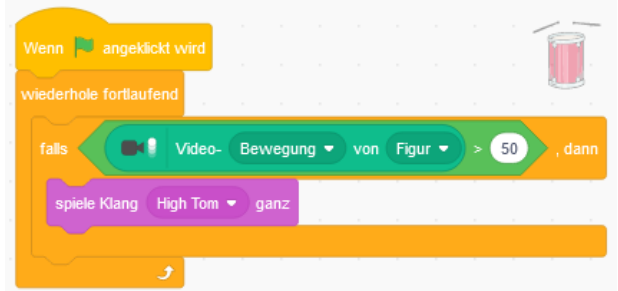 Wenn angeklickt wird
wiederhole fortlaufend
falls Video- Bewegung von Figur > 50 , dann
spiele Klang High Tom ganz